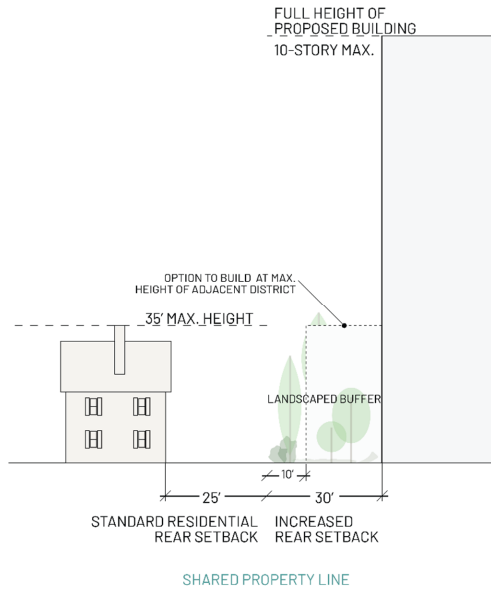 FULL HEIGHT OF
PROPOSED BUILDING
10-STORY MAX.
OPTION TO BUILD AT MAX.
HEIGHT OF ADJACENT DISTRICT
35' MAX. HEIGHT
LANDSCAPED BUFFER
10'
25'
30'
STANDARD RESIDENTIAL
REAR SETBACK
INCREASED
REAR SETBACK
SHARED PROPERTY LINE